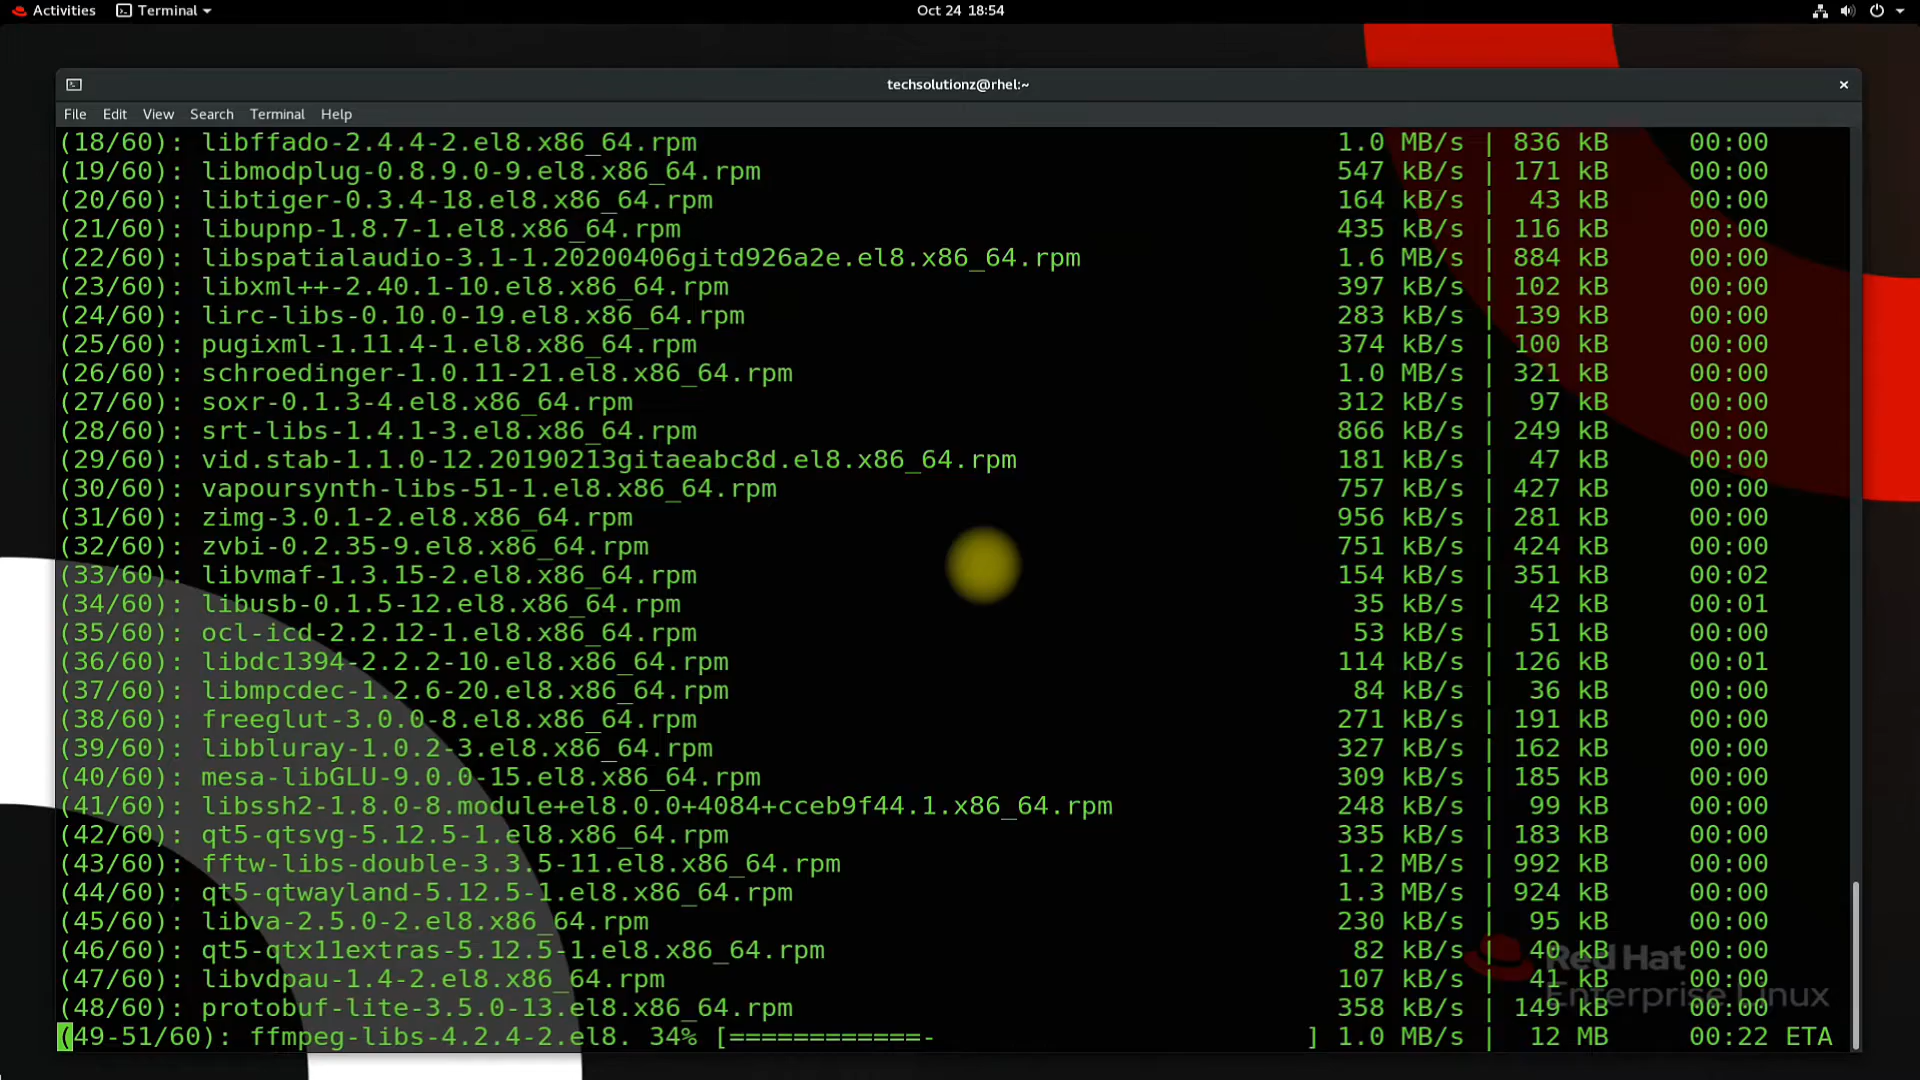 Activities Terminal Oct 24 18:54
techsolutionz@rhel:~
File Edit View Search Terminal Help
(18/60): libffado-2.4.4-2.el8.x86_64.rpm 1.0 MB/s | 836 kB 00:00
(19/60): libmodplug-0.8.9.0-9.el8.x86_64.rpm 547 kB/s | 171 kB 00:00
(20/60): libtiger-0.3.4-18.el8.x86_64.rpm 164 kB/s | 43 kB 00:00
(21/60): libupnp-1.8.7-1.el8.x86_64.rpm 435 kB/s | 116 kB 00:00
(22/60): libspatialaudio-3.1-1.20200406gitd926a2e.el8.x86_64.rpm 1.6 MB/s | 884 kB 00:00
(23/60): libxml++-2.40.1-10.el8.x86_64.rpm 397 kB/s | 102 kB 00:00
(24/60): lirc-libs-0.10.0-19.el8.x86_64.rpm 283 kB/s | 139 kB 00:00
(25/60): pugixml-1.11.4-1.el8.x86_64.rpm 374 kB/s | 100 kB 00:00
(26/60): schroedinger-1.0.11-21.el8.x86_64.rpm 1.0 MB/s | 321 kB 00:00
(27/60): soxr-0.1.3-4.el8.x86_64.rpm 312 kB/s | 97 kB 00:00
(28/60): srt-libs-1.4.1-3.el8.x86_64.rpm 866 kB/s | 249 kB 00:00
(29/60): vid.stab-1.1.0-12.20190213gitaeabc8d.el8.x86_64.rpm 181 kB/s | 47 kB 00:00
(30/60): vapoursynth-libs-51-1.el8.x86_64.rpm 757 kB/s | 427 kB 00:00
(31/60): zimg-3.0.1-2.el8.x86_64.rpm 956 kB/s | 281 kB 00:00
(32/60): zvbi-0.2.35-9.el8.x86_64.rpm 751 kB/s | 424 kB 00:00
(33/60): libvmaf-1.3.15-2.el8.x86_64.rpm 154 kB/s | 351 kB 00:02
(34/60): libusb-0.1.5-12.el8.x86_64.rpm 35 kB/s | 42 kB 00:01
(35/60): ocl-icd-2.2.12-1.el8.x86_64.rpm 53 kB/s | 51 kB 00:00
(36/60): libdc1394-2.2.2-10.el8.x86_64.rpm 114 kB/s | 126 kB 00:01
(37/60): libmpcdec-1.2.6-20.el8.x86_64.rpm 84 kB/s | 36 kB 00:00
(38/60): freeglut-3.0.0-8.el8.x86_64.rpm 271 kB/s | 191 kB 00:00
(39/60): libbluray-1.0.2-3.el8.x86_64.rpm 327 kB/s | 162 kB 00:00
(40/60): mesa-libGLU-9.0.0-15.el8.x86_64.rpm 309 kB/s | 185 kB 00:00
(41/60): libssh2-1.8.0-8.module+el8.0.0+4084+cceb9f44.1.x86_64.rpm 248 kB/s | 99 kB 00:00
(42/60): qt5-qtsvg-5.12.5-1.el8.x86_64.rpm 335 kB/s | 183 kB 00:00
(43/60): fftw-libs-double-3.3.5-11.el8.x86_64.rpm 1.2 MB/s | 992 kB 00:00
(44/60): qt5-qtwayland-5.12.5-1.el8.x86_64.rpm 1.3 MB/s | 924 kB 00:00
(45/60): libva-2.5.0-2.el8.x86_64.rpm 230 kB/s | 95 kB 00:00
(46/60): qt5-qtx11extras-5.12.5-1.el8.x86_64.rpm 82 kB/s | 40 kB 00:00
(47/60): libvdpau-1.4-2.el8.x86_64.rpm 107 kB/s | 41 kB 00:00
(48/60): protobuf-lite-3.5.0-13.el8.x86_64.rpm 358 kB/s | 149 kB 00:00
(49-51/60): ffmpeg-libs-4.2.4-2.el8. 34% [============- ] 1.0 MB/s | 12 MB 00:22 ETA
Red Hat
Enterprise Linux